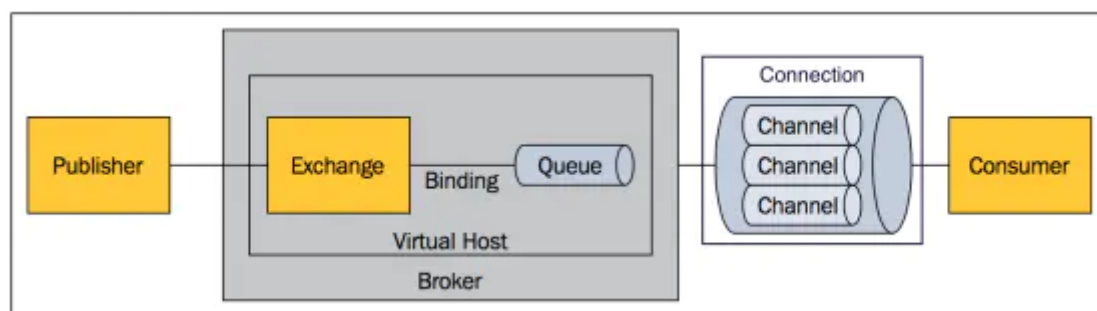 Connection
Channel
Publisher
Exchange
Binding
Queue
Channel
Consumer
Channel
Virtual Host
Broker